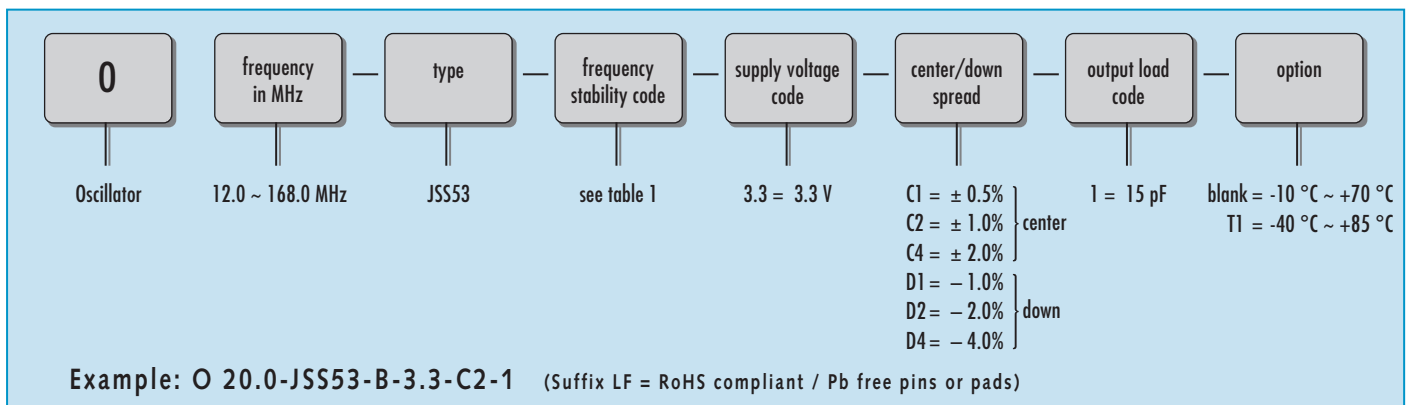 O
frequency
in MHz
type
frequency
stability code
supply voltage
code
center/down
spread
output load
code
option
Oscillator
12.0 ~ 168.0 MHz
JSS53
see table 1
3.3 = 3.3 V
C1 = ± 0.5%
C2 = ± 1.0%
C4 = ± 2.0%
center
D1 = – 1.0%
D2 = – 2.0%
D4 = – 4.0%
down
1 = 15 pF
blank = -10 °C ~ +70 °C
T1 = -40 °C ~ +85 °C
Example: O 20.0-JSS53-B-3.3-C2-1 (Suffix LF = RoHS compliant / Pb free pins or pads)